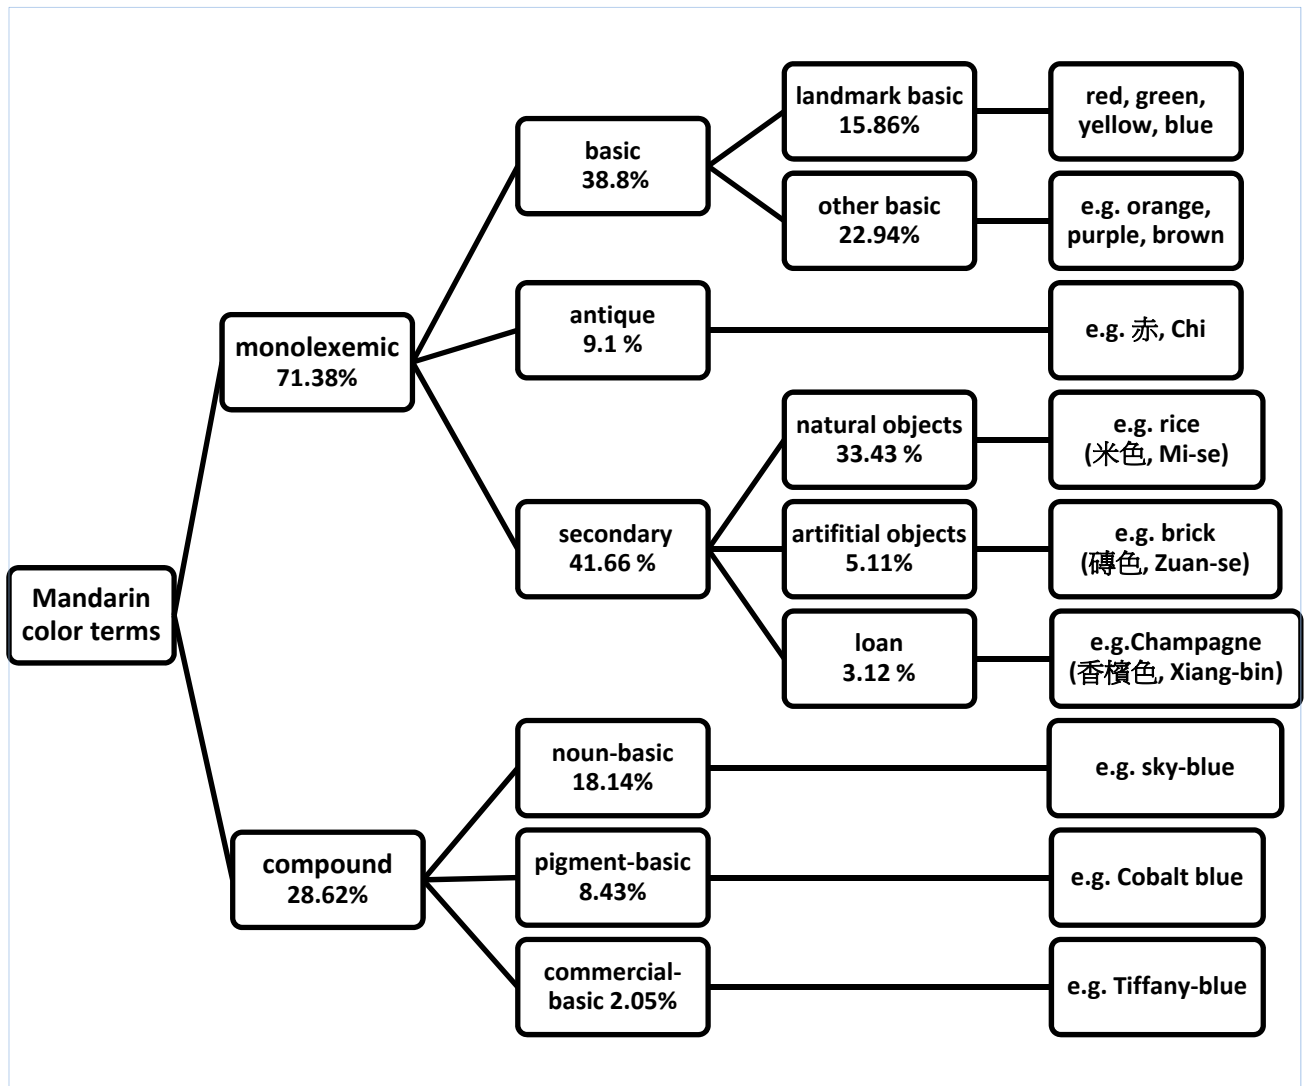 Mandarin
color terms
monolexemic
71.38%
basic
38.8%
landmark basic
15.86%
red, green,
yellow, blue
other basic
22.94%
e.g. orange,
purple, brown
antique
9.1 %
e.g. 赤, Chi
secondary
41.66 %
natural objects
33.43 %
e.g. rice
(米色, Mi-se)
artifitial objects
5.11%
e.g. brick
(磚色, Zuan-se)
loan
3.12 %
e.g.Champagne
(香檳色, Xiang-bin)
compound
28.62%
noun-basic
18.14%
e.g. sky-blue
pigment-basic
8.43%
e.g. Cobalt blue
commercial-
basic 2.05%
e.g. Tiffany-blue